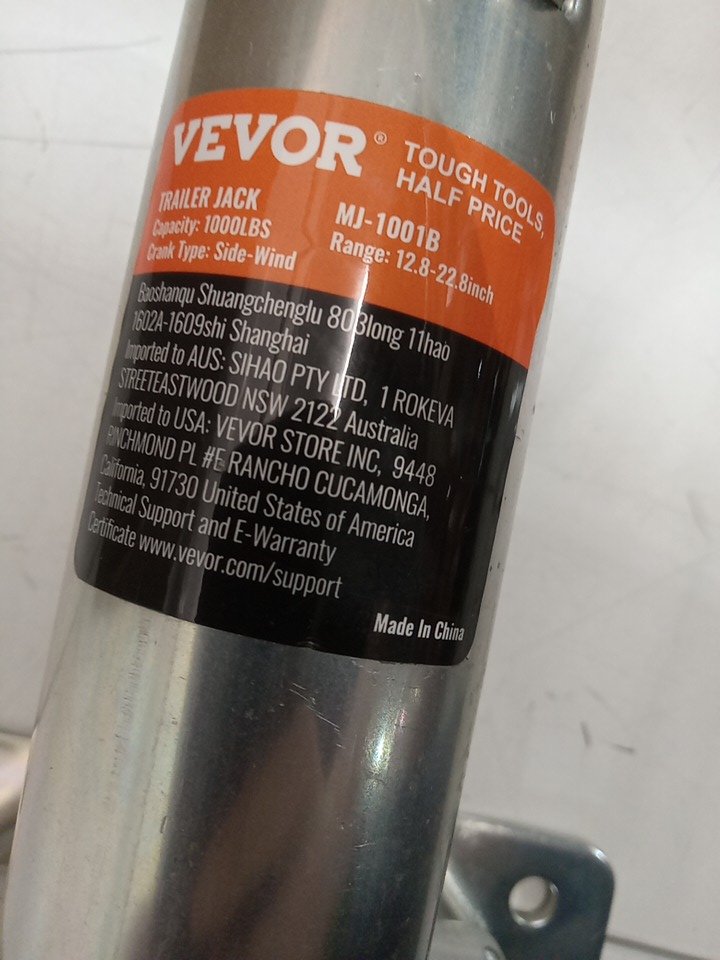 VEVOR®
TOUGH TOOLS,
HALF PRICE
TRAILER JACK
MJ-1001B
Capacity: 1000LBS
Range: 12.8-22.8inch
Crank Type: Side-Wind
Baoshanqu Shuangchenglu 803long 11hao
1602A-1609shi Shanghai
Imported to AUS: SIHAO PTY LTD, 1 ROKEVA
STREETEASTWOOD NSW 2122 Australia
Imported to USA: VEVOR STORE INC, 9448
RINCHMOND PL #E RANCHO CUCAMONGA,
California, 91730 United States of America
Technical Support and E-Warranty
Certificate www.vevor.com/support
Made In China